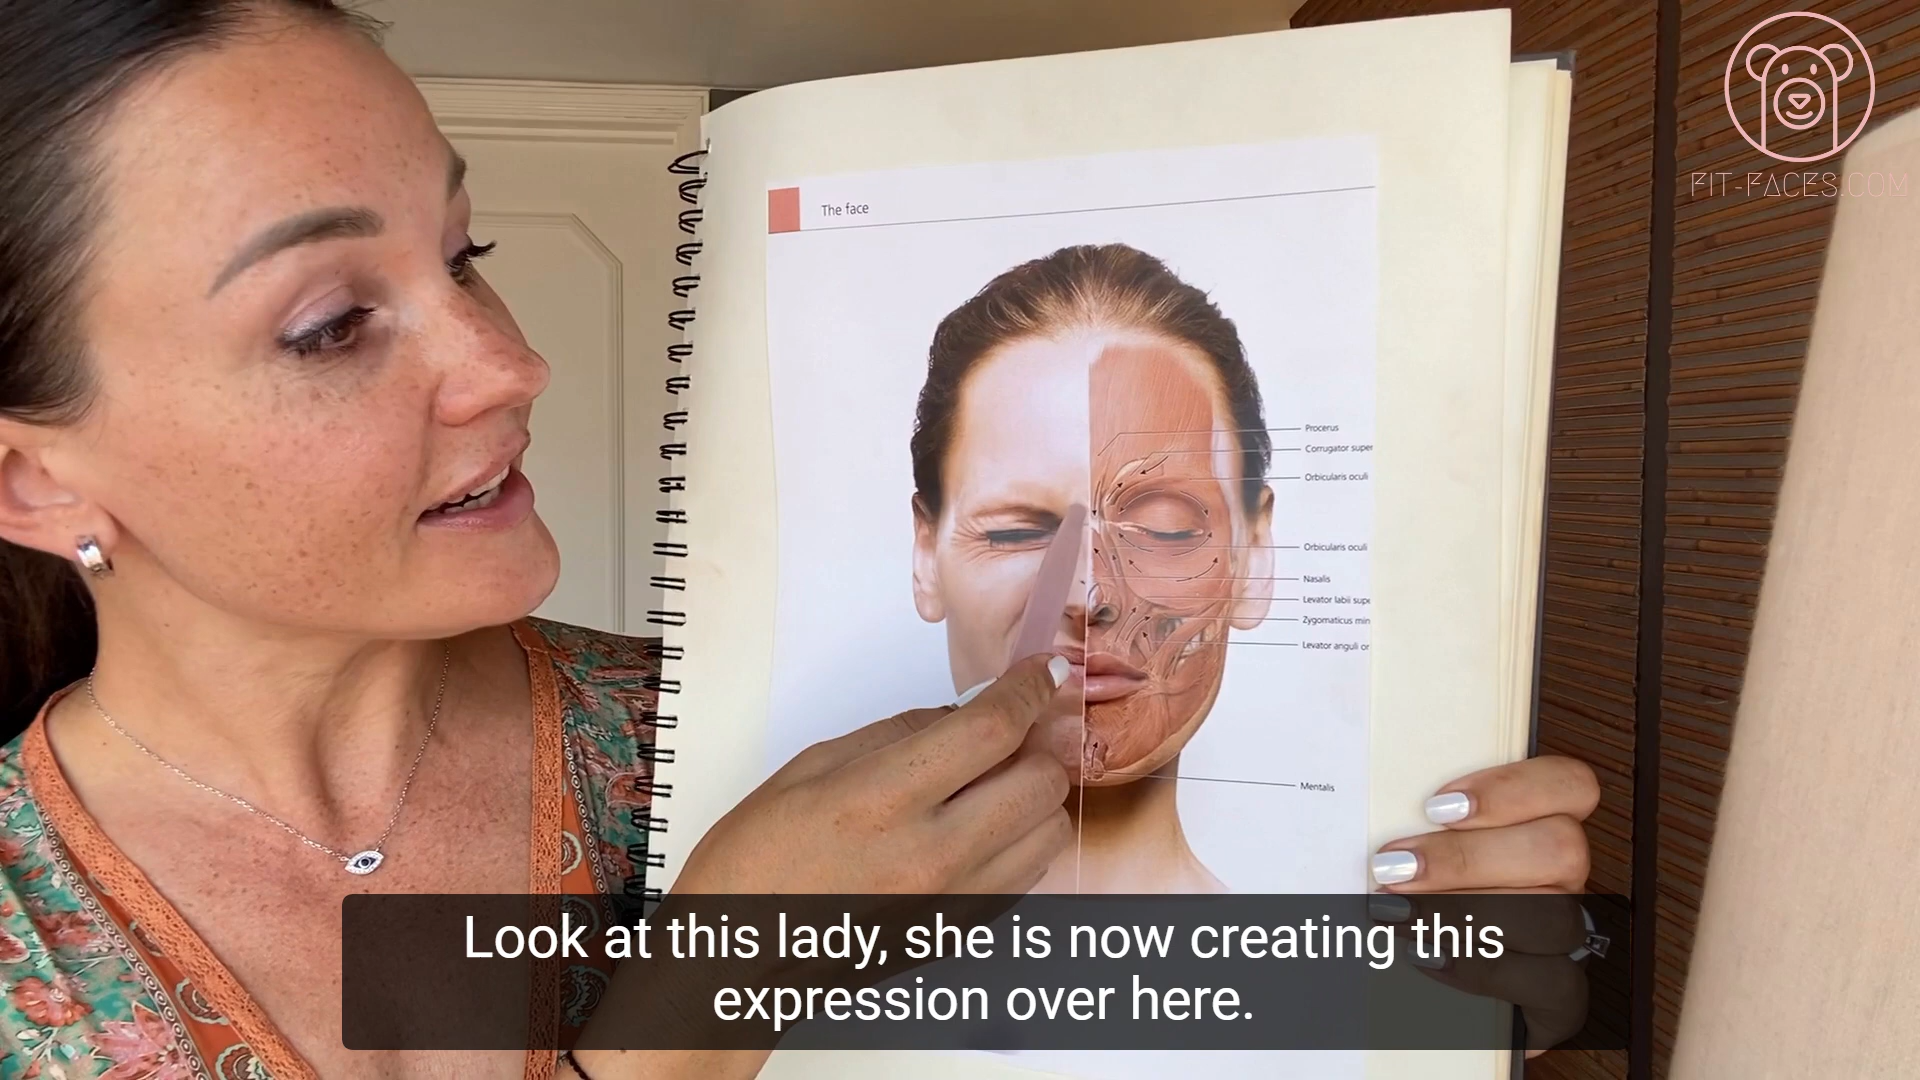 FIT-FACES.COM
The face
Procerus
Corrugator super
Orbicularis oculi
Orbicularis oculi
Nasalis
Levator labii supe
Zygomaticus min
Levator anguli or
Mentalis
Look at this lady, she is now creating this
expression over here.